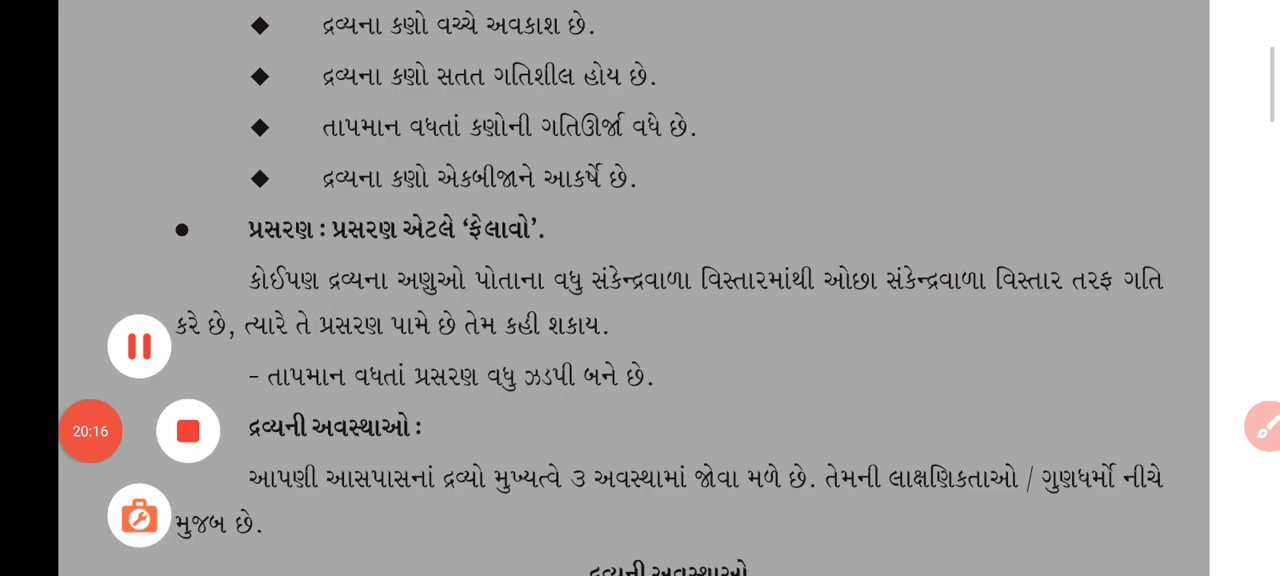 ◆ દ્રવ્યના કણો વચ્ચે અવકાશ છે.
◆ દ્રવ્યના કણો સતત ગતિશીલ હોય છે.
◆ તાપમાન વધતાં કણોની ગતિઊર્જા વધે છે.
◆ દ્રવ્યના કણો એકબીજાને આકર્ષે છે.
● પ્રસરણ : પ્રસરણ એટલે ‘ફેલાવો’.
કોઈપણ દ્રવ્યના અણુઓ પોતાના વધુ સંકેન્દ્રવાળા વિસ્તારમાંથી ઓછા સંકેન્દ્રવાળા વિસ્તાર તરફ ગતિ
કરે છે, ત્યારે તે પ્રસરણ પામે છે તેમ કહી શકાય.
– તાપમાન વધતાં પ્રસરણ વધુ ઝડપી બને છે.
20:16
દ્રવ્યની અવસ્થાઓ :
આપણી આસપાસનાં દ્રવ્યો મુખ્યત્વે ૩ અવસ્થામાં જોવા મળે છે. તેમની લાક્ષણિકતાઓ / ગુણધર્મો નીચે
મુજબ છે.
દ્રવ્યની અવસ્થાઓ